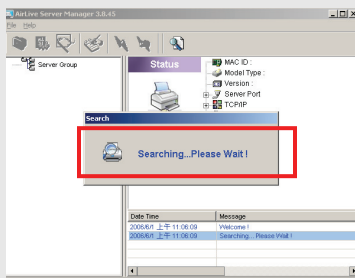 AirLive Server Manager 3.8.45
File Help
Server Group
Status
MAC ID :
Model Type :
Version :
Server Port
TCP/IP
Search
Searching...Please Wait !
Date Time Message
2006/6/1 上午 11:06:09 Welcome !
2006/6/1 上午 11:06:09 Searching... Please Wait !